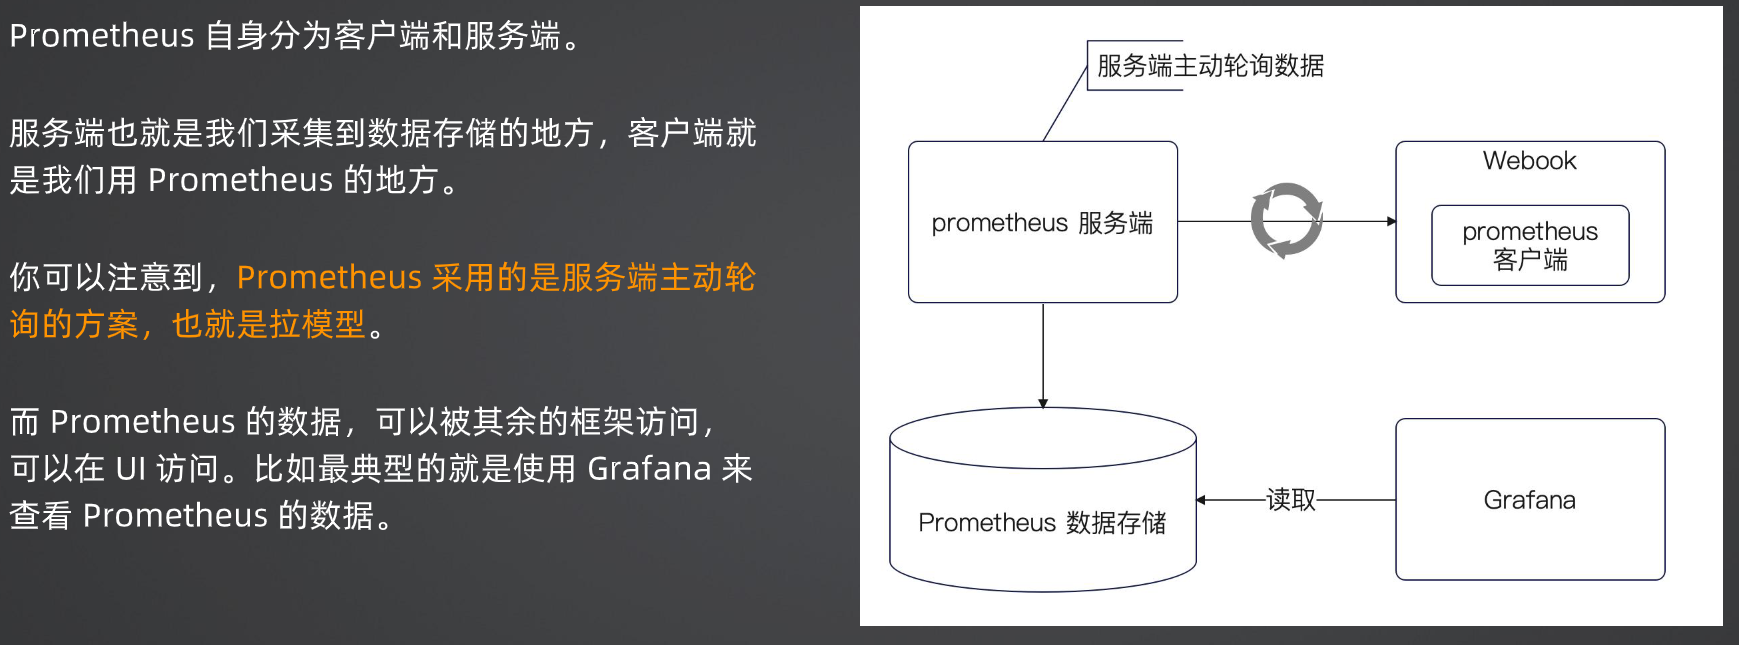 Prometheus 自身分为客户端和服务端。
服务端也就是我们采集到数据存储的地方，客户端就
是我们用 Prometheus 的地方。
你可以注意到，Prometheus 采用的是服务端主动轮
询的方案，也就是拉模型。
而 Prometheus 的数据，可以被其余的框架访问，
可以在 UI 访问。比如最典型的就是使用 Grafana 来
查看 Prometheus 的数据。
服务端主动轮询数据
prometheus 服务端
Webook
prometheus
客户端
Prometheus 数据存储
读取
Grafana